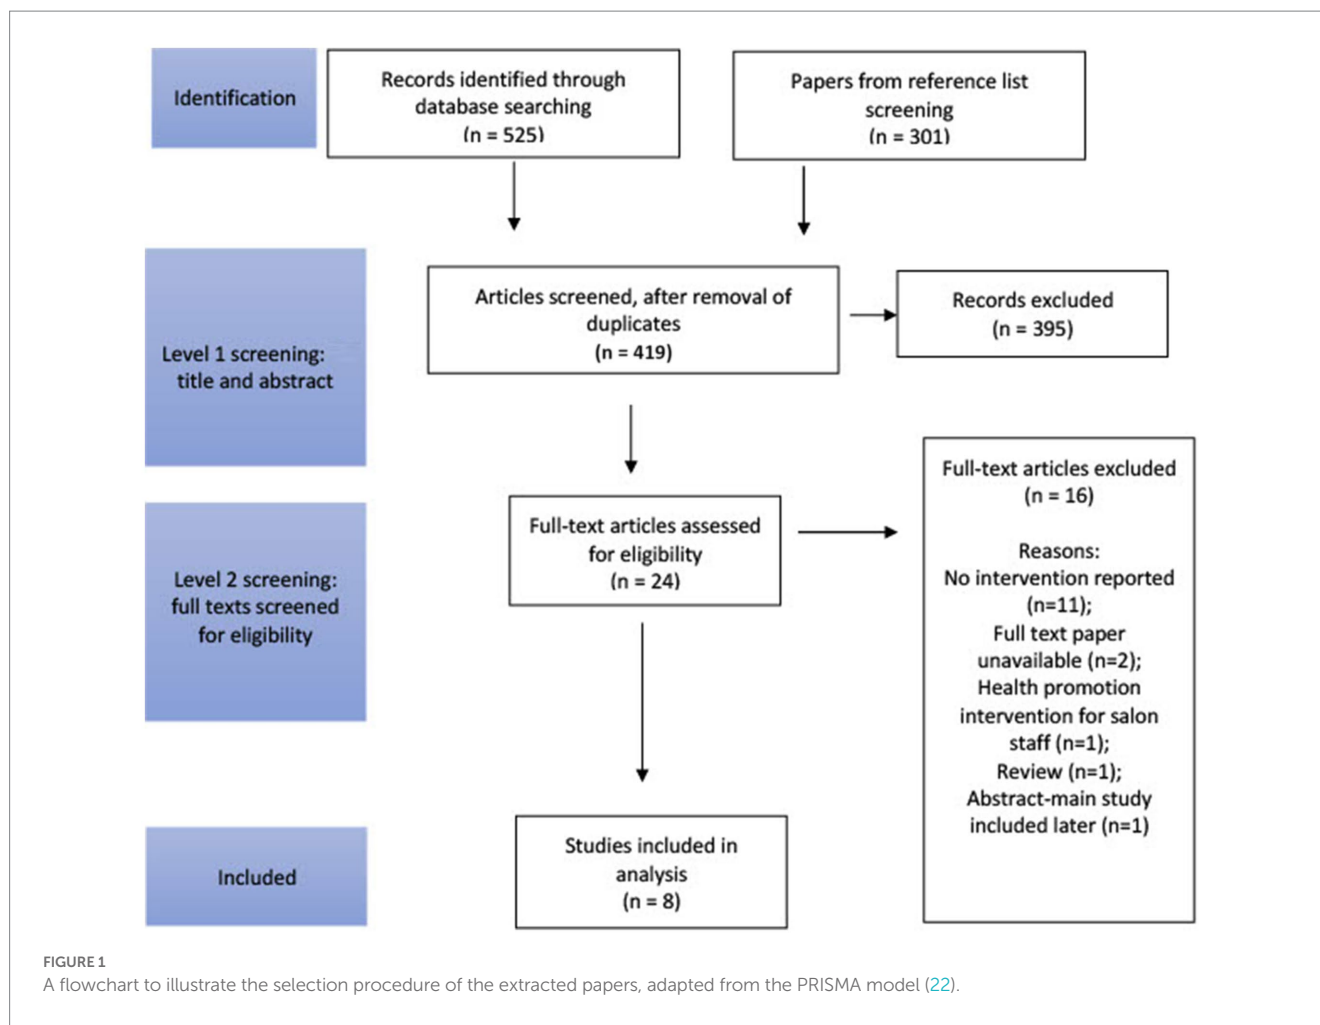 Identification
Records identified through
database searching
(n = 525)
Papers from reference list
screening
(n = 301)
Level 1 screening:
title and abstract
Articles screened, after removal of
duplicates
(n = 419)
Records excluded
(n = 395)
Level 2 screening:
full texts screened
for eligibility
Full-text articles assessed
for eligibility
(n = 24)
Full-text articles excluded
(n = 16)
Reasons:
No intervention reported
(n=11);
Full text paper
unavailable (n=2);
Health promotion
intervention for salon
staff (n=1);
Review (n=1);
Abstract-main study
included later (n=1)
Included
Studies included in
analysis
(n = 8)
FIGURE 1
A flowchart to illustrate the selection procedure of the extracted papers, adapted from the PRISMA model (22).